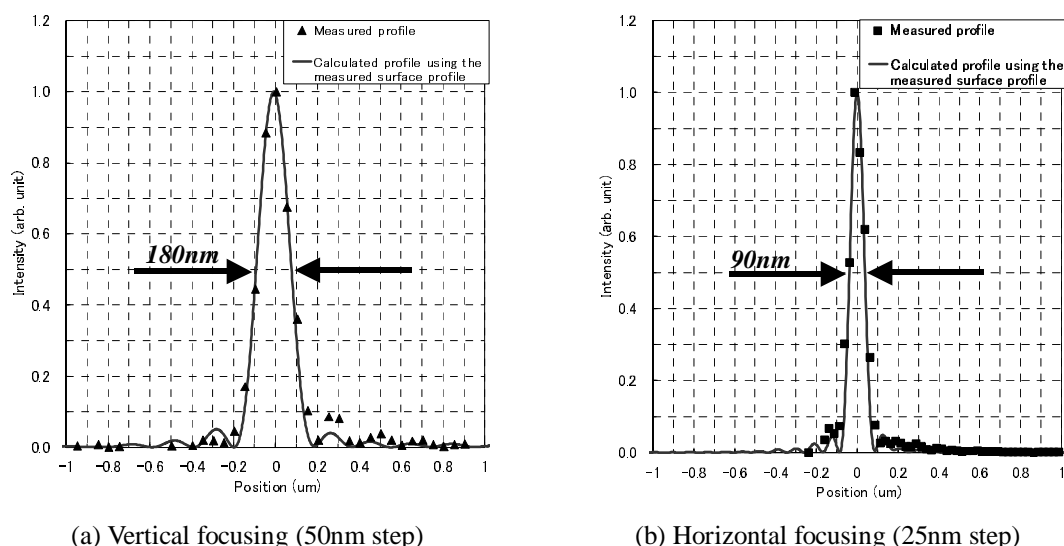 1.2
1.0
0.8
0.6
0.4
0.2
0.0
Intensity (arb. unit)
Measured profile
Calculated profile using the
measured surface profile
180nm
−1 −0.8 −0.6 −0.4 −0.2 0 0.2 0.4 0.6 0.8 1
Position (um)
(a) Vertical focusing (50nm step)
1.2
1.0
0.8
0.6
0.4
0.2
0.0
Intensity (arb. unit)
Measured profile
Calculated profile using the
measured surface profile
90nm
−1 −0.8 −0.6 −0.4 −0.2 0 0.2 0.4 0.6 0.8 1
Position (um)
(b) Horizontal focusing (25nm step)